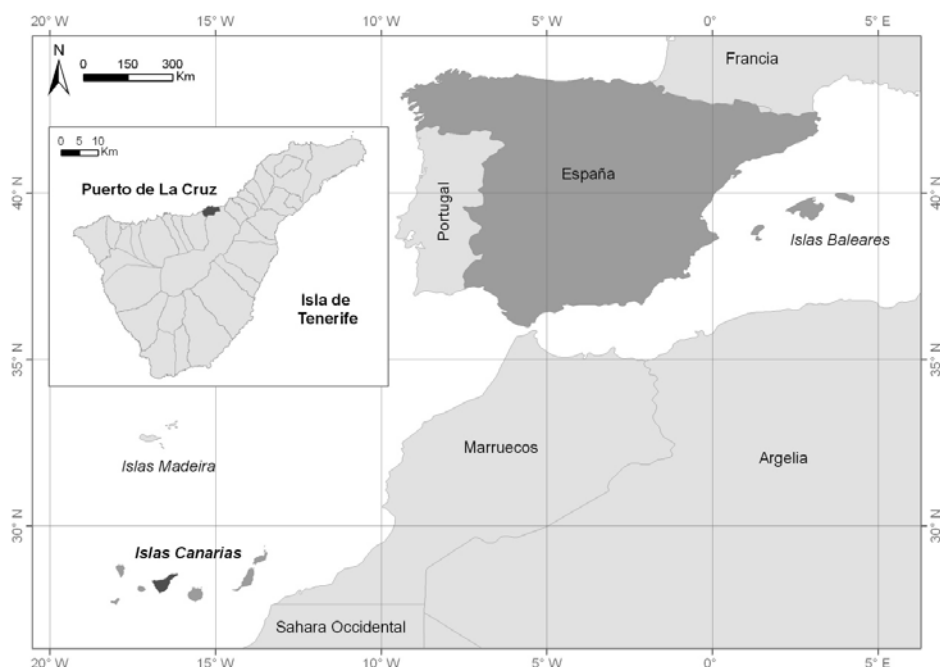 20° W
15° W
10° W
5° W
0°
5° E
N
0 150 300
Km
Francia
0 5 10
Km
Puerto de La Cruz
España
Portugal
40° N
40° N
Islas Baleares
Isla de
Tenerife
35° N
35° N
Marruecos
Argelia
Islas Madeira
30° N
30° N
Islas Canarias
Sahara Occidental
20° W
15° W
10° W
5° W
0°
5° E